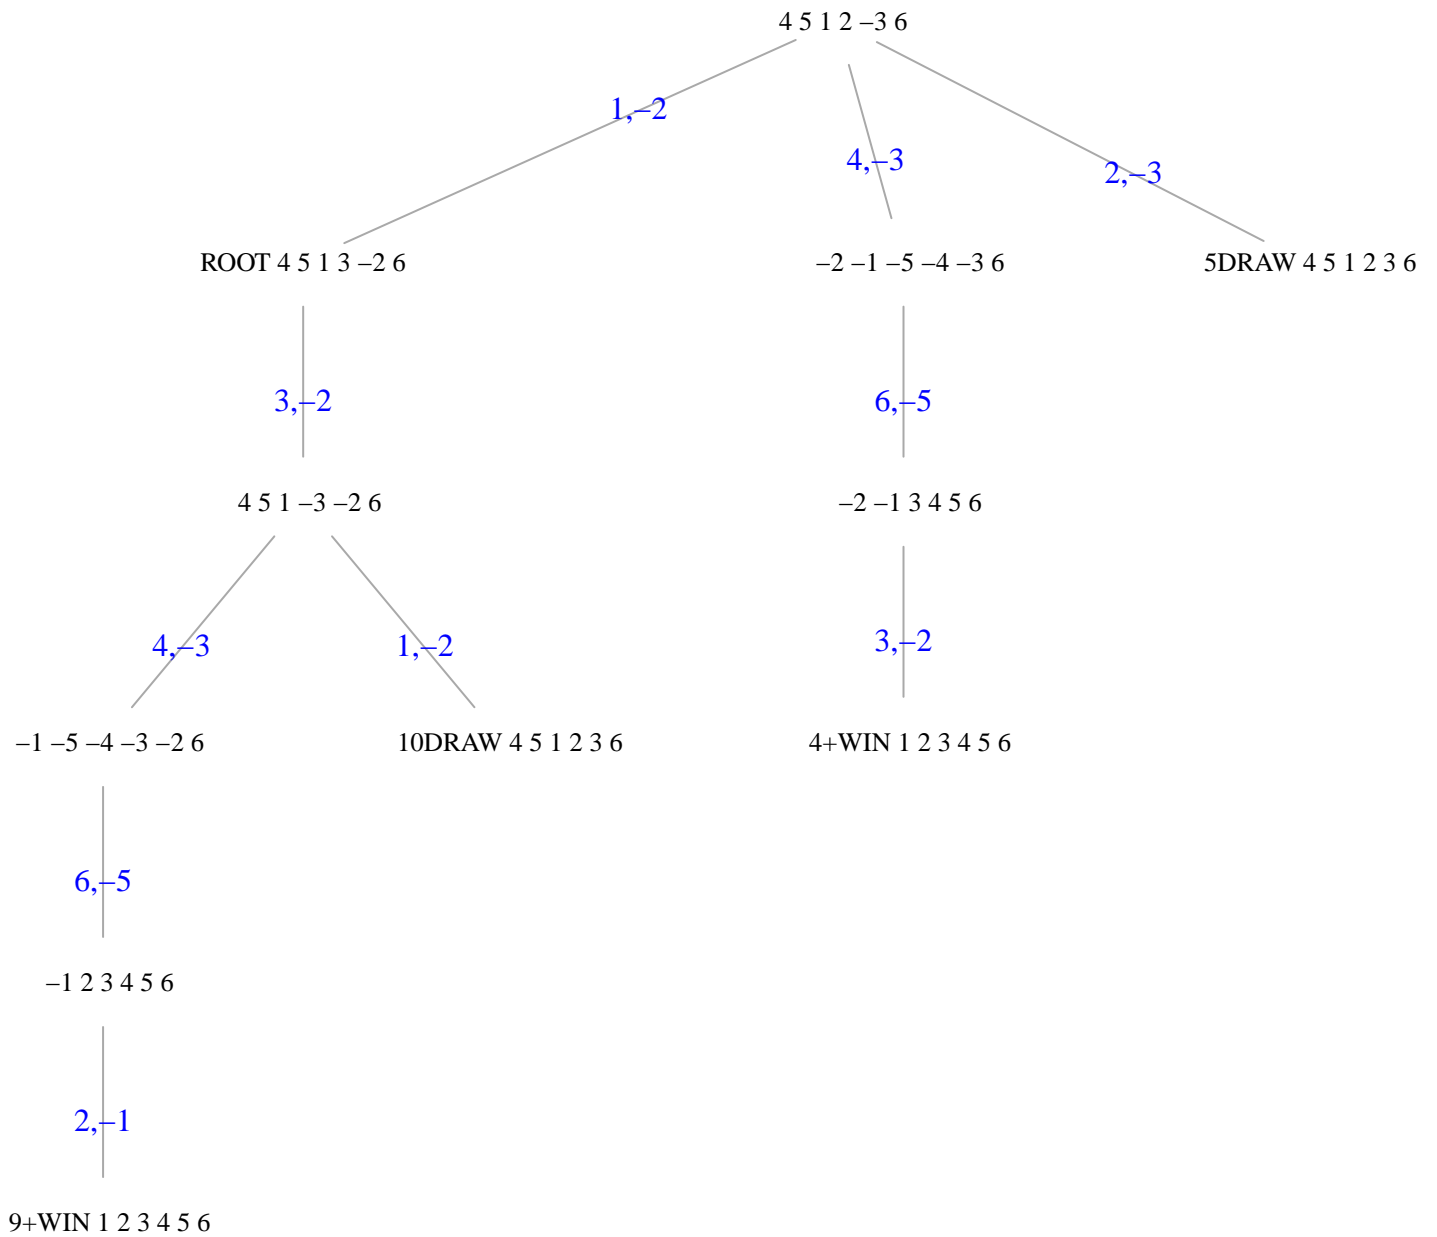 4 5 1 2 –3 6
1,–2
4,–3
2,–3
ROOT 4 5 1 3 –2 6
–2 –1 –5 –4 –3 6
5DRAW 4 5 1 2 3 6
3,–2
6,–5
4 5 1 –3 –2 6
–2 –1 3 4 5 6
4,–3
1,–2
3,–2
–1 –5 –4 –3 –2 6
10DRAW 4 5 1 2 3 6
4+WIN 1 2 3 4 5 6
6,–5
–1 2 3 4 5 6
2,–1
9+WIN 1 2 3 4 5 6